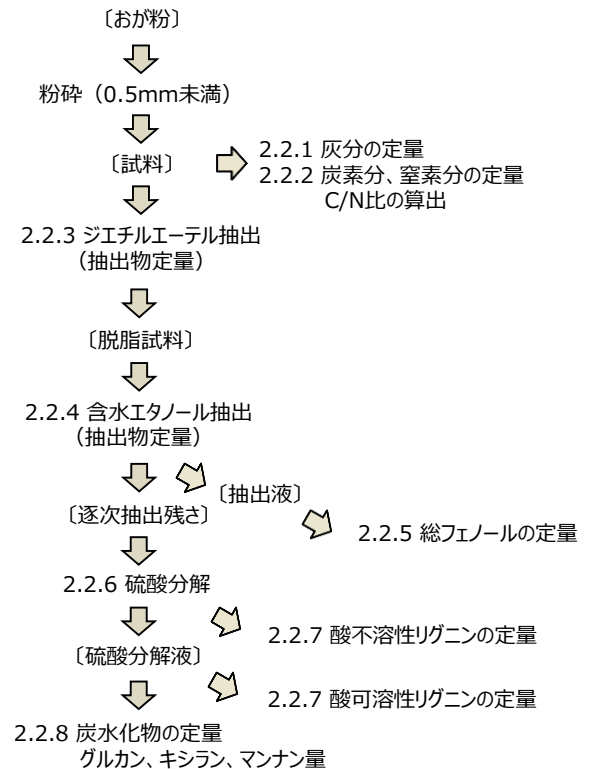 〔おが粉〕
粉砕（0.5mm未満）
〔試料〕
2.2.1 灰分の定量
2.2.2 炭素分、窒素分の定量
C/N比の算出
2.2.3 ジエチルエーテル抽出
（抽出物定量）
〔脱脂試料〕
2.2.4 含水エタノール抽出
（抽出物定量）
〔抽出液〕
〔逐次抽出残さ〕
2.2.5 総フェノールの定量
2.2.6 硫酸分解
2.2.7 酸不溶性リグニンの定量
〔硫酸分解液〕
2.2.7 酸可溶性リグニンの定量
2.2.8 炭水化物の定量
グルカン、キシラン、マンナン量